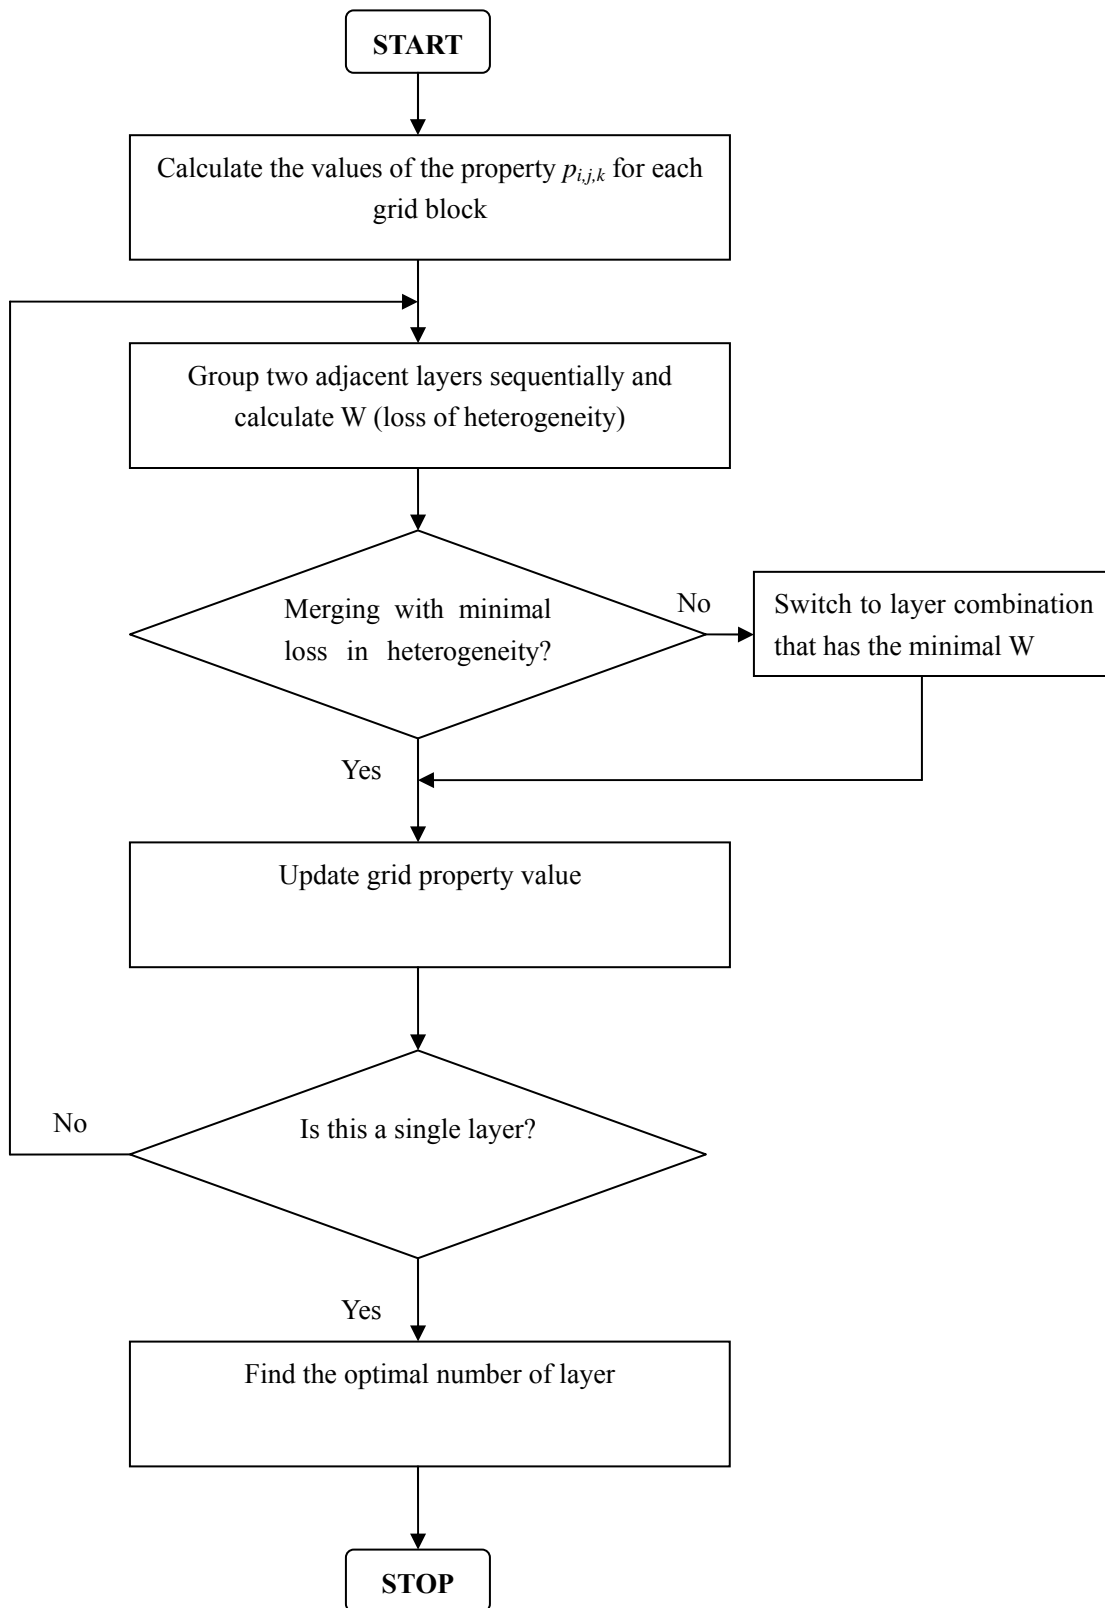 START
Calculate the values of the property p_{i,j,k} for each
grid block
Group two adjacent layers sequentially and
calculate W (loss of heterogeneity)
Merging with minimal
loss in heterogeneity?
No
Switch to layer combination
that has the minimal W
Yes
Update grid property value
No
Is this a single layer?
Yes
Find the optimal number of layer
STOP